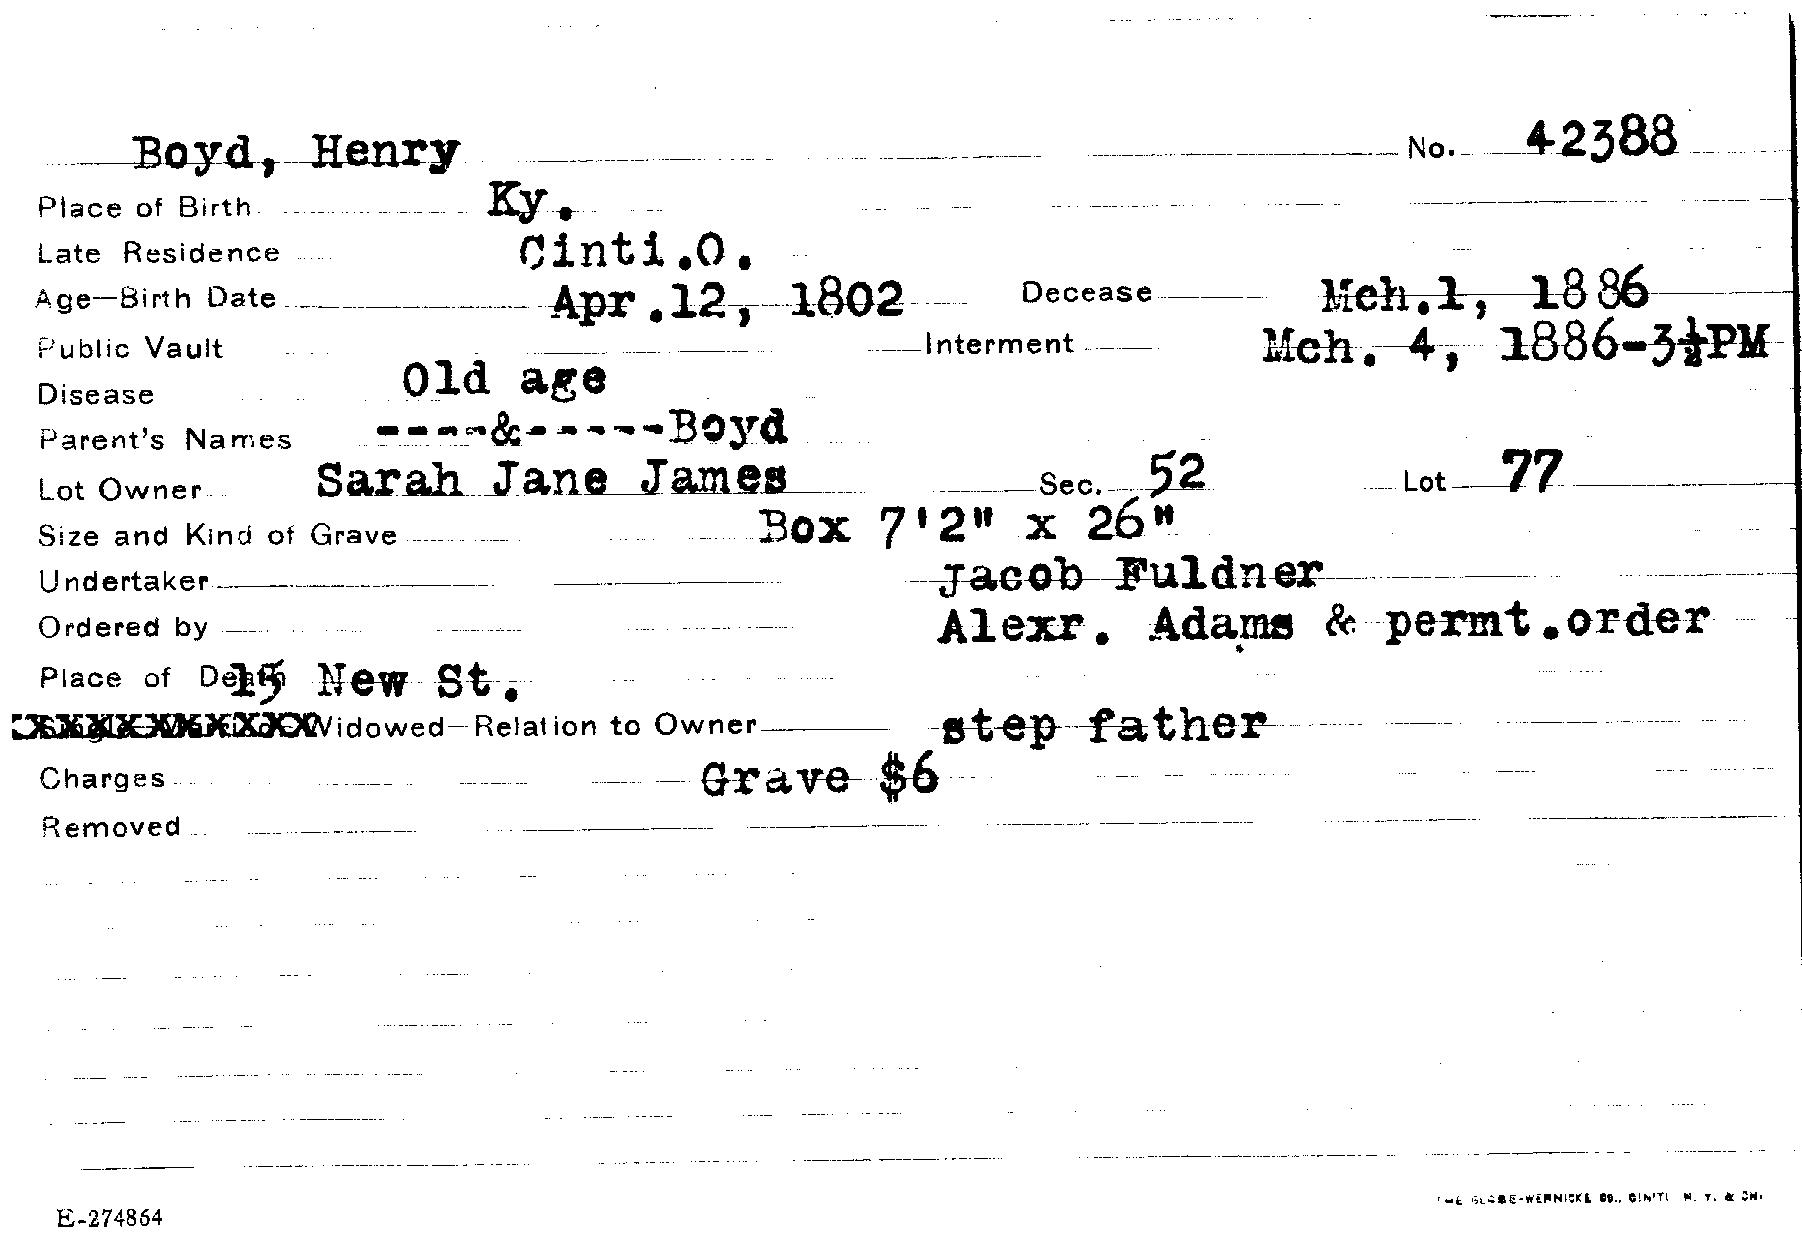 Boyd, Henry No. 42388
Place of Birth Ky.
Late Residence Cinti.O.
Age—Birth Date Apr.12, 1802 Decease Mch.1, 1886
Public Vault Interment Mch. 4, 1886-3½PM
Disease Old age
Parent's Names ----&-----Boyd
Lot Owner Sarah Jane James Sec. 52 Lot 77
Size and Kind of Grave Box 7'2" x 26"
Undertaker Jacob Fuldner
Ordered by Alexr. Adams & permt.order
Place of Death 15 New St.
Widowed—Relation to Owner step father
Charges Grave $6
Removed
THE GLOBE-WERNICKE CO., CIN'TI N. Y. & CHI
E-274864